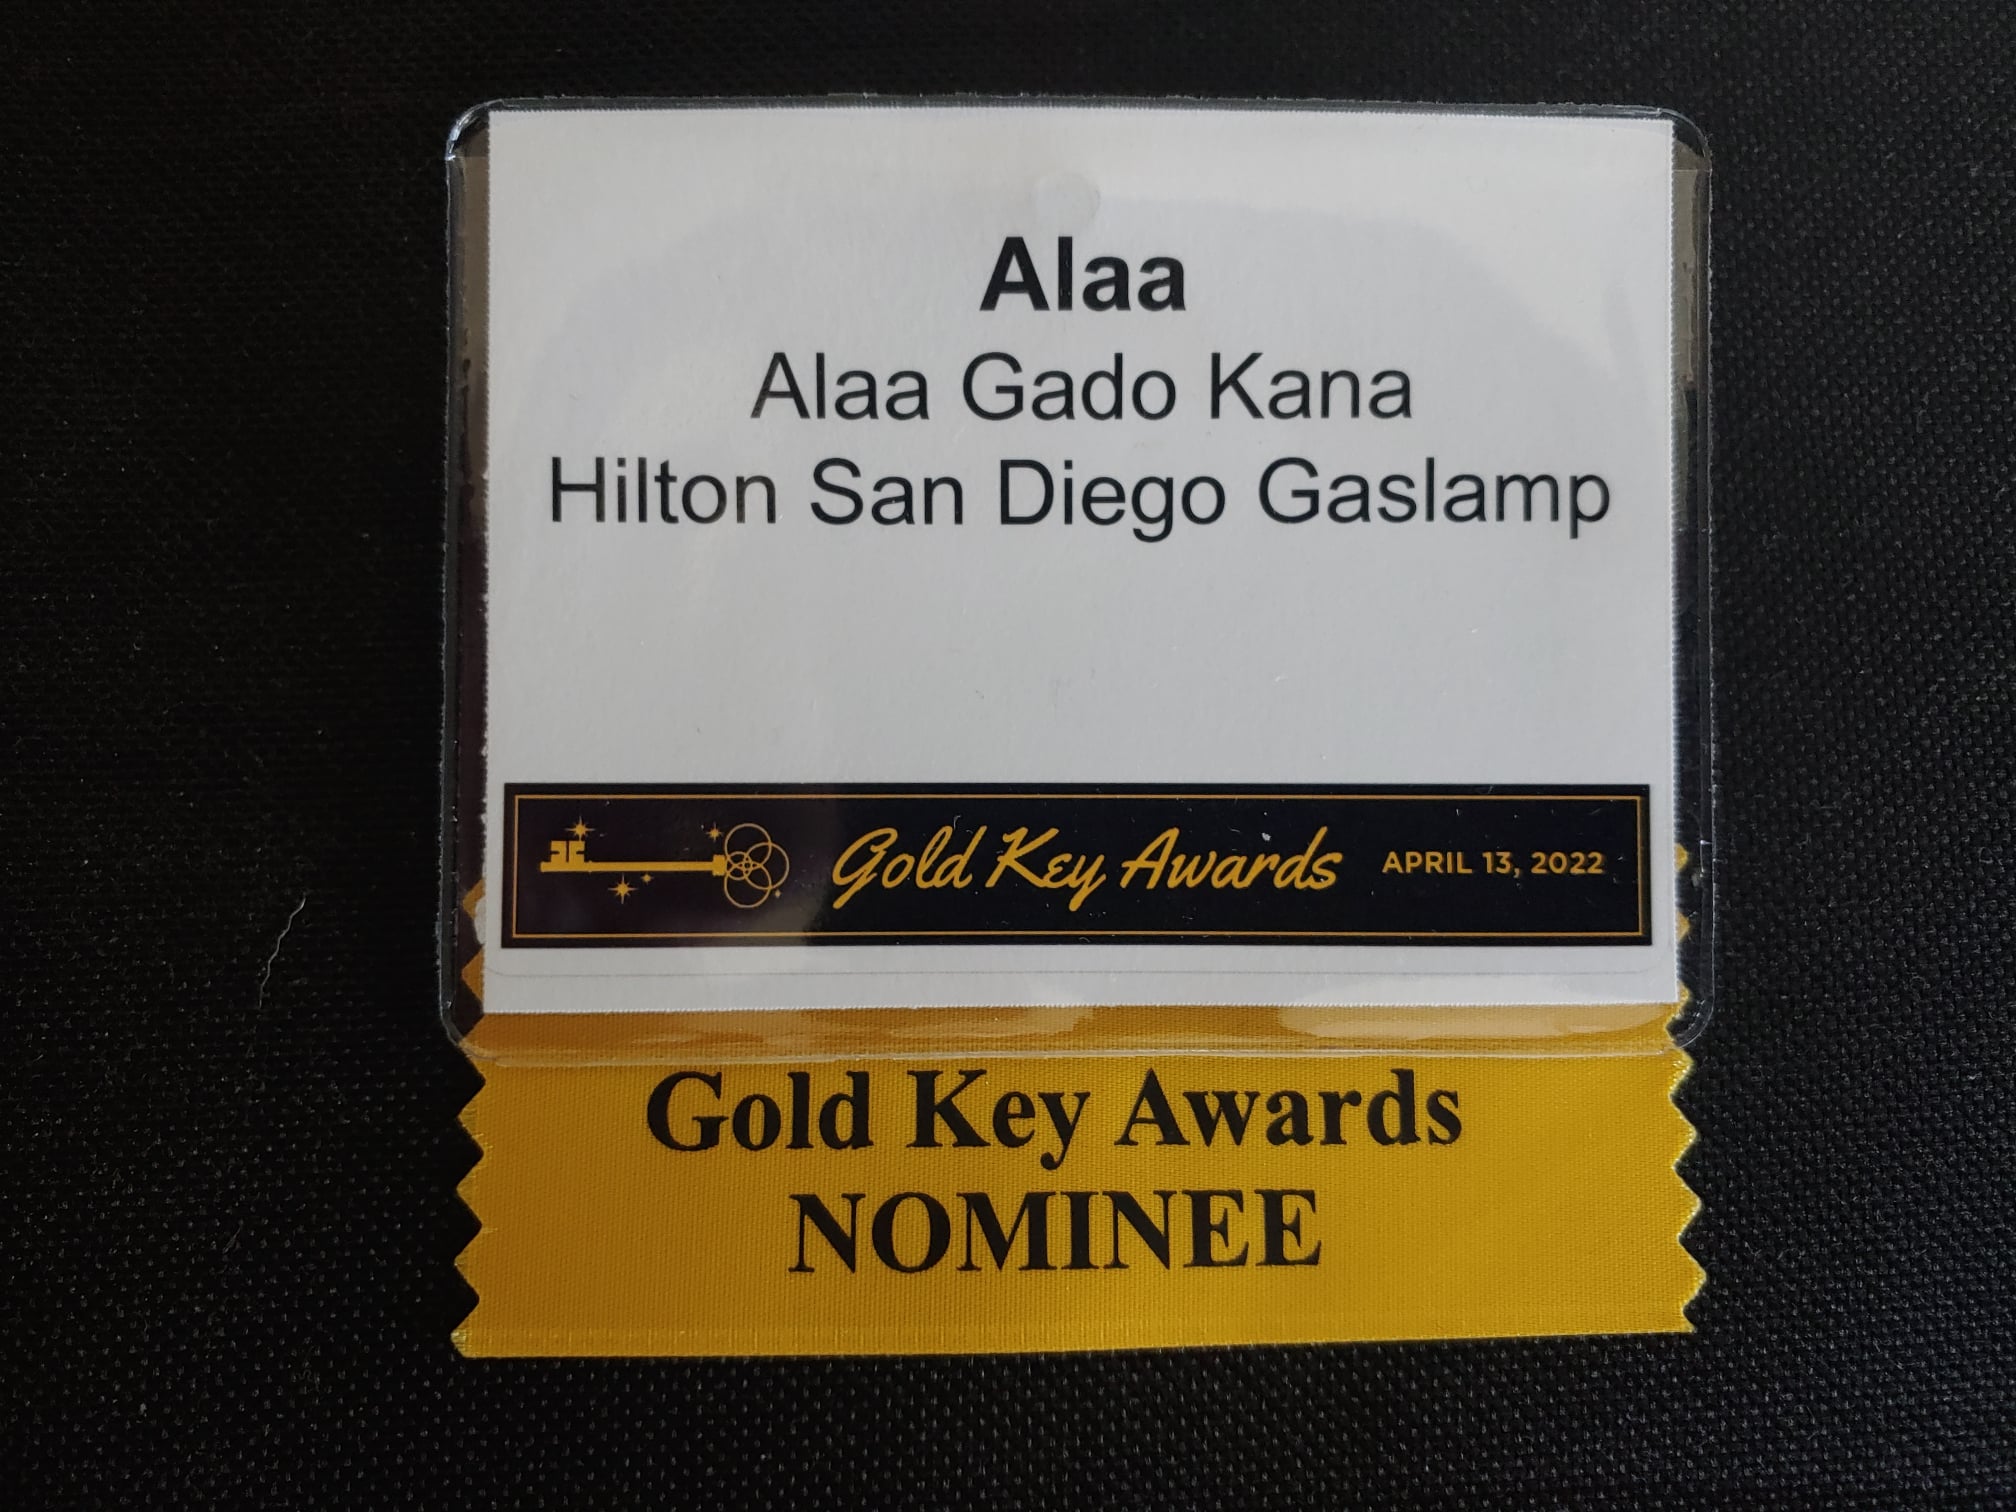 Alaa
Alaa Gado Kana
Hilton San Diego Gaslamp
Gold Key Awards APRIL 13, 2022
Gold Key Awards
NOMINEE